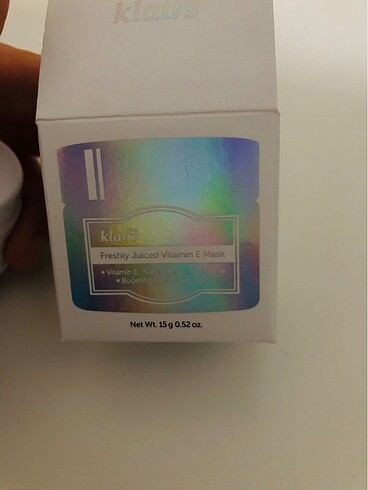 klairs
klairs
Freshly Juiced Vitamin E Mask
• Vitamin E,
• Boosting
Net Wt. 15 g 0.52 oz.